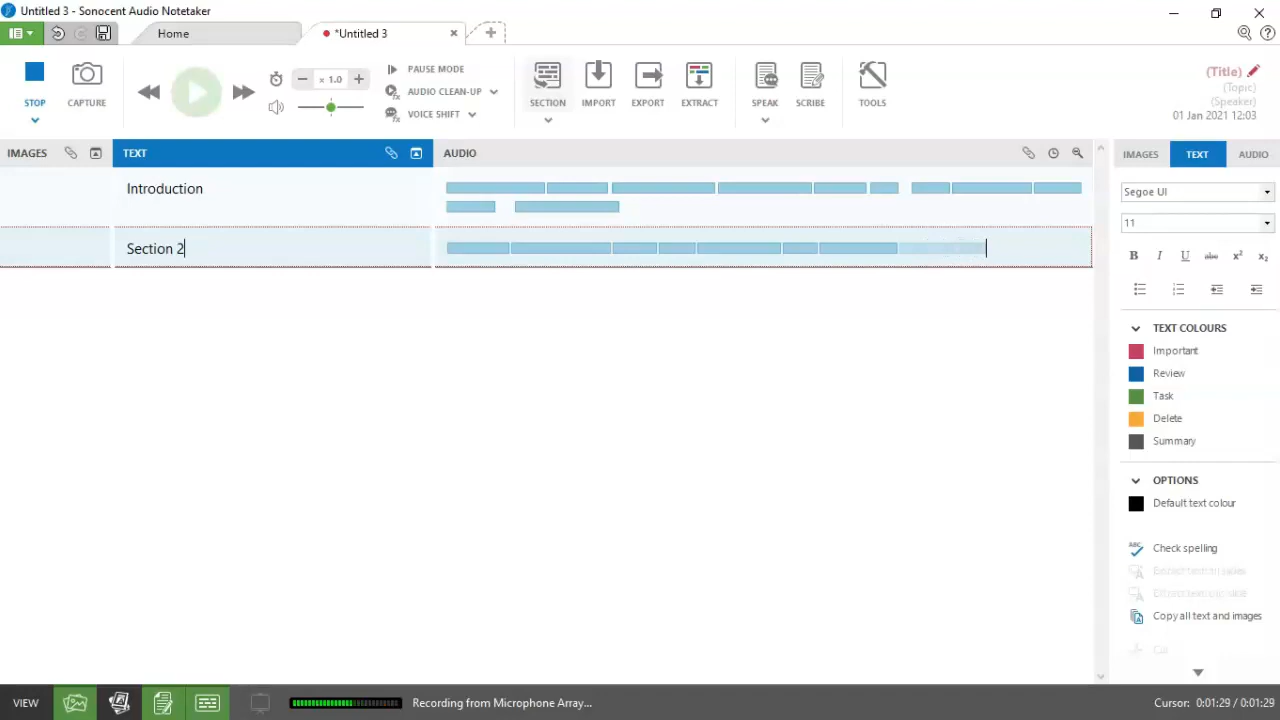 Untitled 3 - Sonocent Audio Notetaker
Home
*Untitled 3
STOP
CAPTURE
x 1.0
PAUSE MODE
AUDIO CLEAN-UP
VOICE SHIFT
SECTION
IMPORT
EXPORT
EXTRACT
SPEAK
SCRIBE
TOOLS
(Title)
(Topic)
(Speaker)
01 Jan 2021 12:03
IMAGES
TEXT
AUDIO
IMAGES
TEXT
AUDIO
Introduction
Section 2
Segoe UI
11
B I U abc x² x₂
TEXT COLOURS
Important
Review
Task
Delete
Summary
OPTIONS
Default text colour
Check spelling
Copy all text and images
Cut
VIEW
Recording from Microphone Array...
Cursor: 0:01:29 / 0:01:29